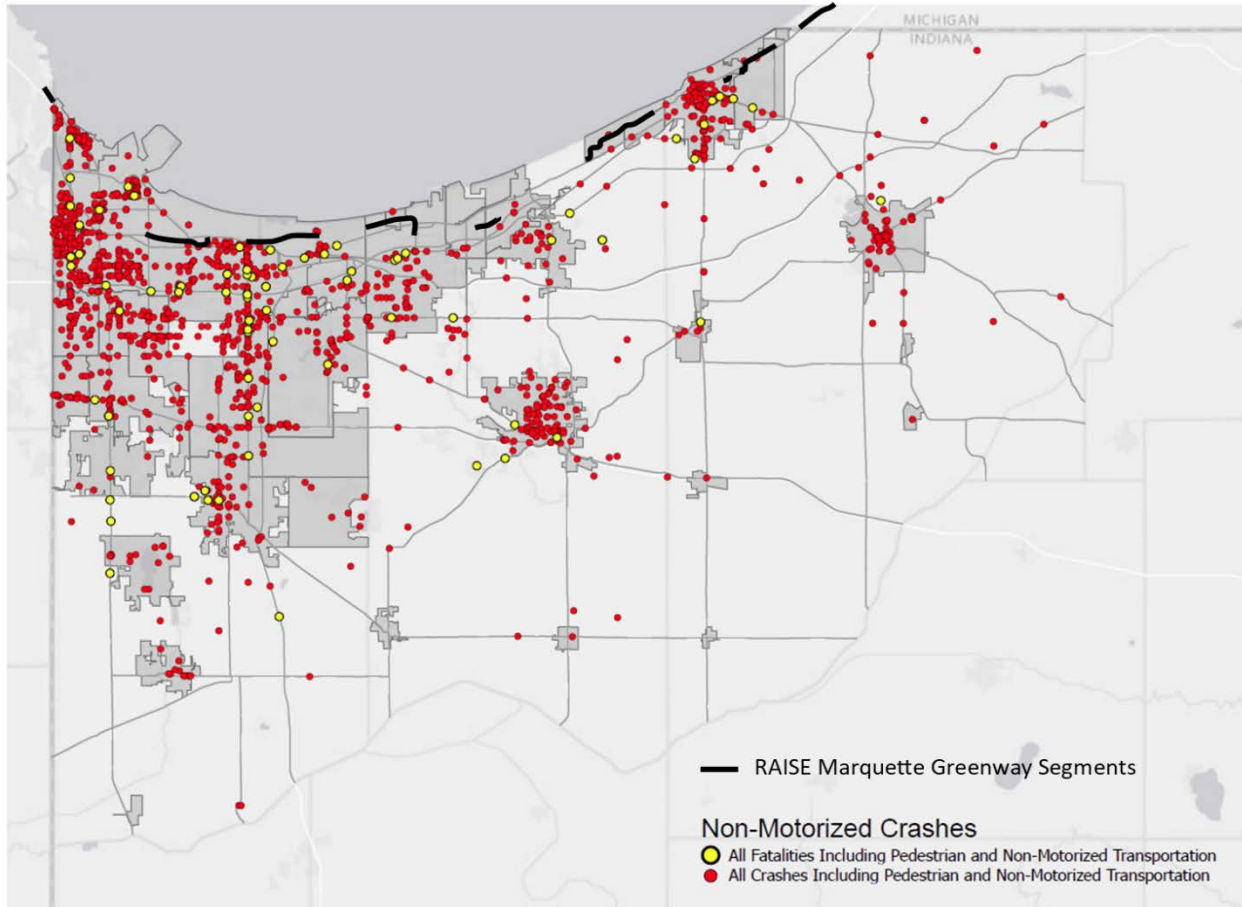 MICHIGAN
INDIANA
RAISE Marquette Greenway Segments
Non-Motorized Crashes
All Fatalities Including Pedestrian and Non-Motorized Transportation
All Crashes Including Pedestrian and Non-Motorized Transportation